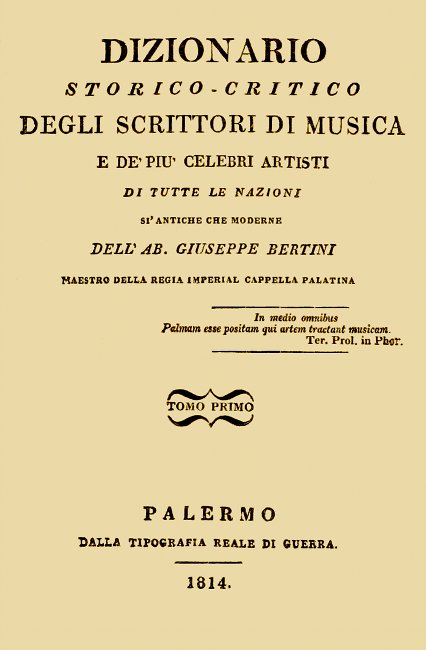 DIZIONARIO
STORICO-CRITICO
DEGLI SCRITTORI DI MUSICA
E DE' PIU' CELEBRI ARTISTI
DI TUTTE LE NAZIONI
SI' ANTICHE CHE MODERNE
DELL' AB. GIUSEPPE BERTINI
MAESTRO DELLA REGIA IMPERIAL CAPPELLA PALATINA
In medio omnibus
Palmam esse positam qui artem tractant musicam.
Ter. Prol. in Phor.
TOMO PRIMO
PALERMO
DALLA TIPOGRAFIA REALE DI GUERRA.
1814.